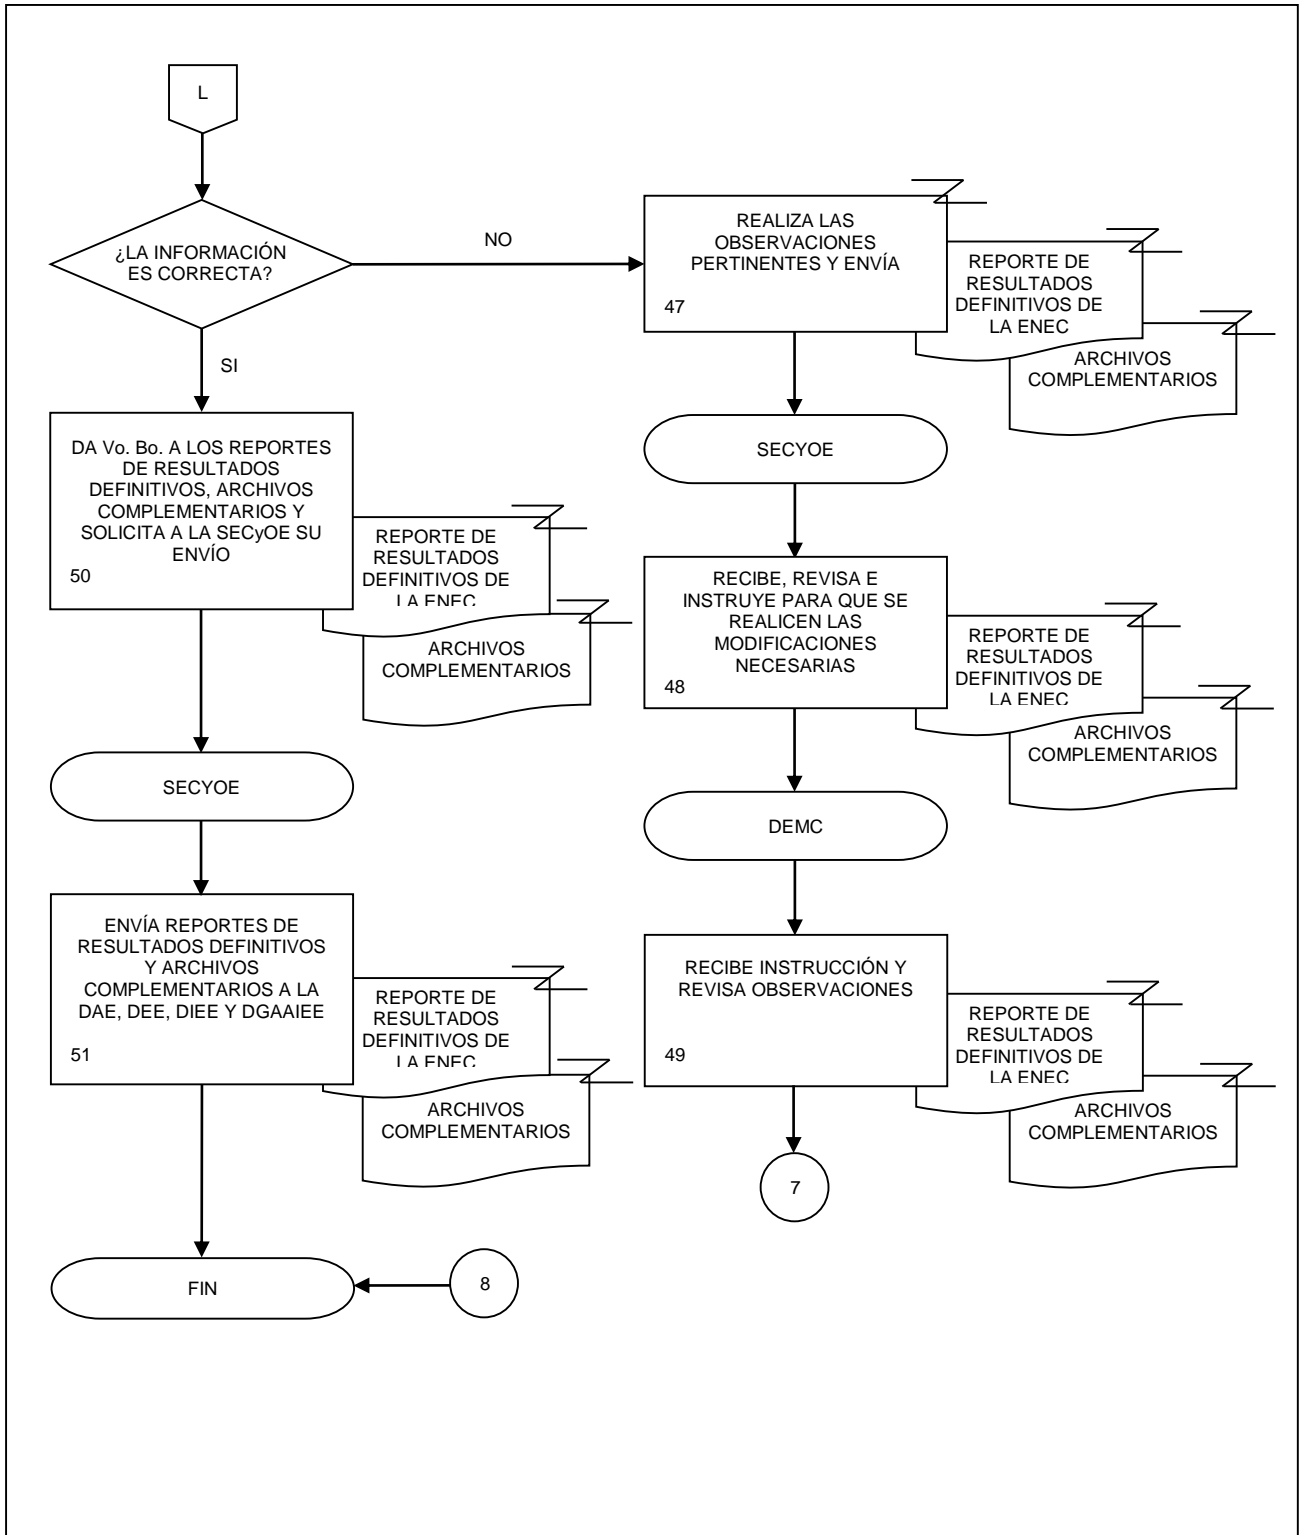 L
¿LA INFORMACIÓN
ES CORRECTA?
NO
SI
REALIZA LAS
OBSERVACIONES
PERTINENTES Y ENVÍA
47
REPORTE DE
RESULTADOS
DEFINITIVOS DE
LA ENEC
ARCHIVOS
COMPLEMENTARIOS
SECYOE
RECIBE, REVISA E
INSTRUYE PARA QUE SE
REALICEN LAS
MODIFICACIONES
NECESARIAS
48
REPORTE DE
RESULTADOS
DEFINITIVOS DE
LA ENEC
ARCHIVOS
COMPLEMENTARIOS
DEMC
RECIBE INSTRUCCIÓN Y
REVISA OBSERVACIONES
49
REPORTE DE
RESULTADOS
DEFINITIVOS DE
LA ENEC
ARCHIVOS
COMPLEMENTARIOS
7
DA Vo. Bo. A LOS REPORTES
DE RESULTADOS
DEFINITIVOS, ARCHIVOS
COMPLEMENTARIOS Y
SOLICITA A LA SECyOE SU
ENVÍO
50
REPORTE DE
RESULTADOS
DEFINITIVOS DE
LA ENEC
ARCHIVOS
COMPLEMENTARIOS
SECYOE
ENVÍA REPORTES DE
RESULTADOS DEFINITIVOS
Y ARCHIVOS
COMPLEMENTARIOS A LA
DAE, DEE, DIEE Y DGAAIEE
51
REPORTE DE
RESULTADOS
DEFINITIVOS DE
LA ENEC
ARCHIVOS
COMPLEMENTARIOS
FIN
8